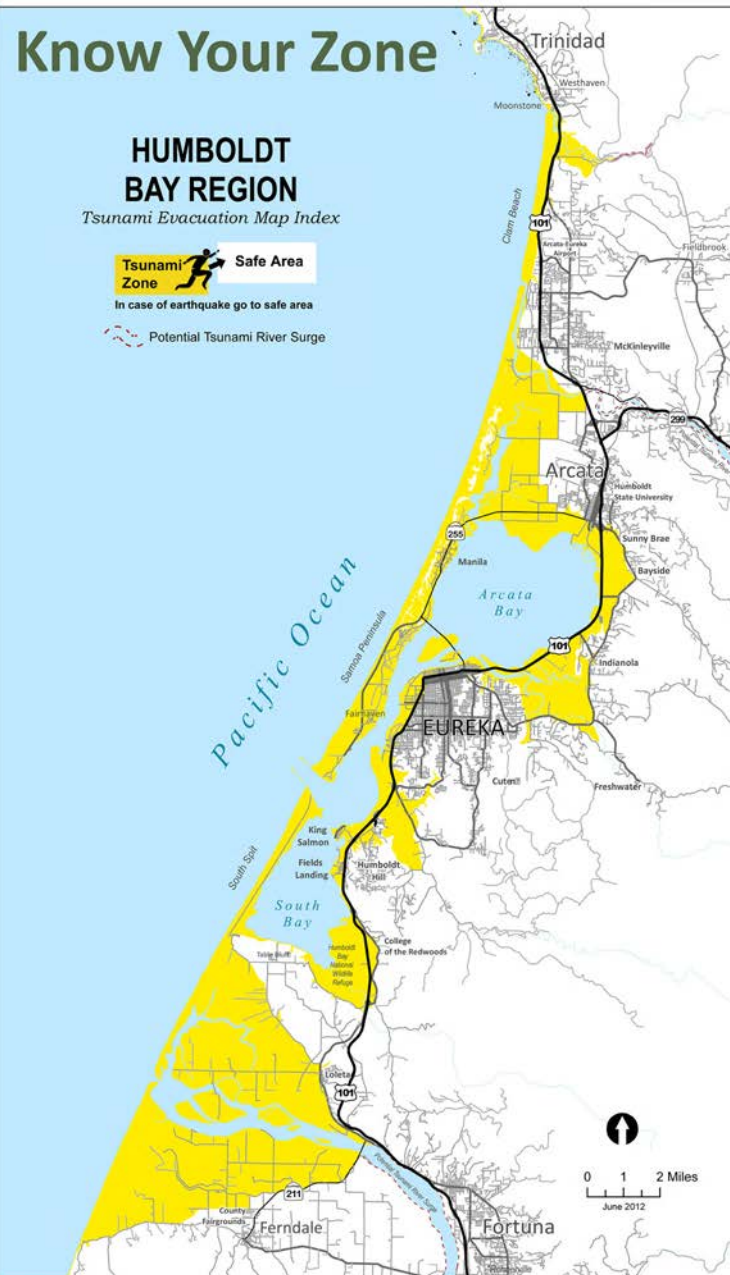 Know Your Zone
Trinidad
Westhaven
Moonstone
HUMBOLDT
BAY REGION
Tsunami Evacuation Map Index
Tsunami
Zone
Safe Area
In case of earthquake go to safe area
Potential Tsunami River Surge
Clam Beach
101
Arcata-Eureka
Airport
Fieldbrook
McKinleyville
299
Arcata
Humboldt
State University
255
Sunny Brae
Manila
Bayside
Arcata
Bay
Pacific Ocean
Samoa Peninsula
101
Indianola
Fairhaven
EUREKA
Cutten
Freshwater
King
Salmon
South Spit
Fields
Landing
Humboldt
Hill
South
Bay
College
of the Redwoods
Table Bluff
Humboldt
Bay
National
Wildlife
Refuge
Loleta
101
0 1 2 Miles
June 2012
Potential Tsunami River Surge
211
County
Fairgrounds
Ferndale
Fortuna